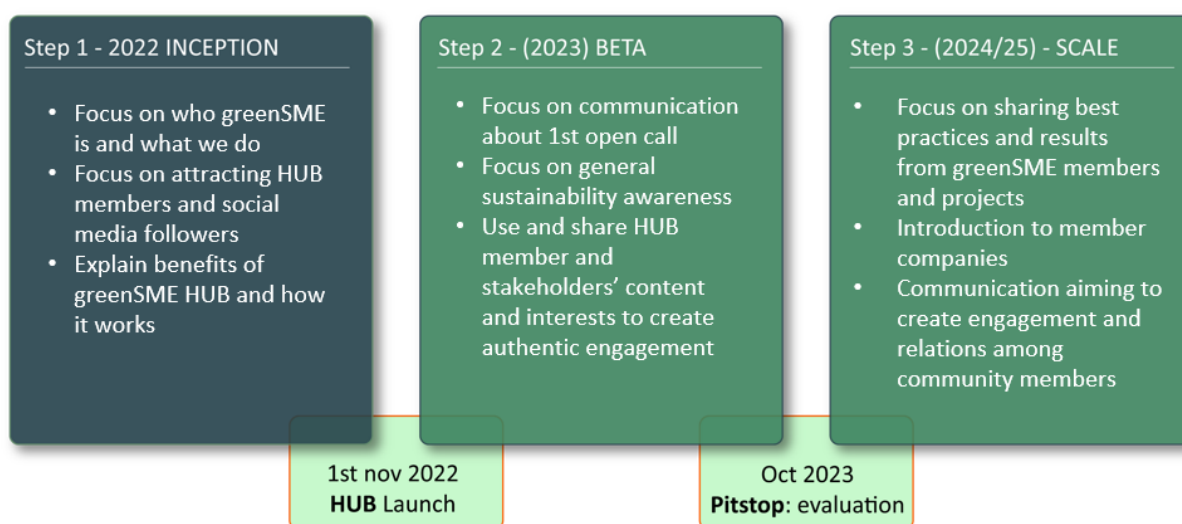 Step 1 - 2022 INCEPTION
• Focus on who greenSME
is and what we do
• Focus on attracting HUB
members and social
media followers
• Explain benefits of
greenSME HUB and how
it works
Step 2 - (2023) BETA
• Focus on communication
about 1st open call
• Focus on general
sustainability awareness
• Use and share HUB
member and
stakeholders’ content
and interests to create
authentic engagement
Step 3 - (2024/25) - SCALE
• Focus on sharing best
practices and results
from greenSME members
and projects
• Introduction to member
companies
• Communication aiming to
create engagement and
relations among
community members
1st nov 2022
HUB Launch
Oct 2023
Pitstop: evaluation